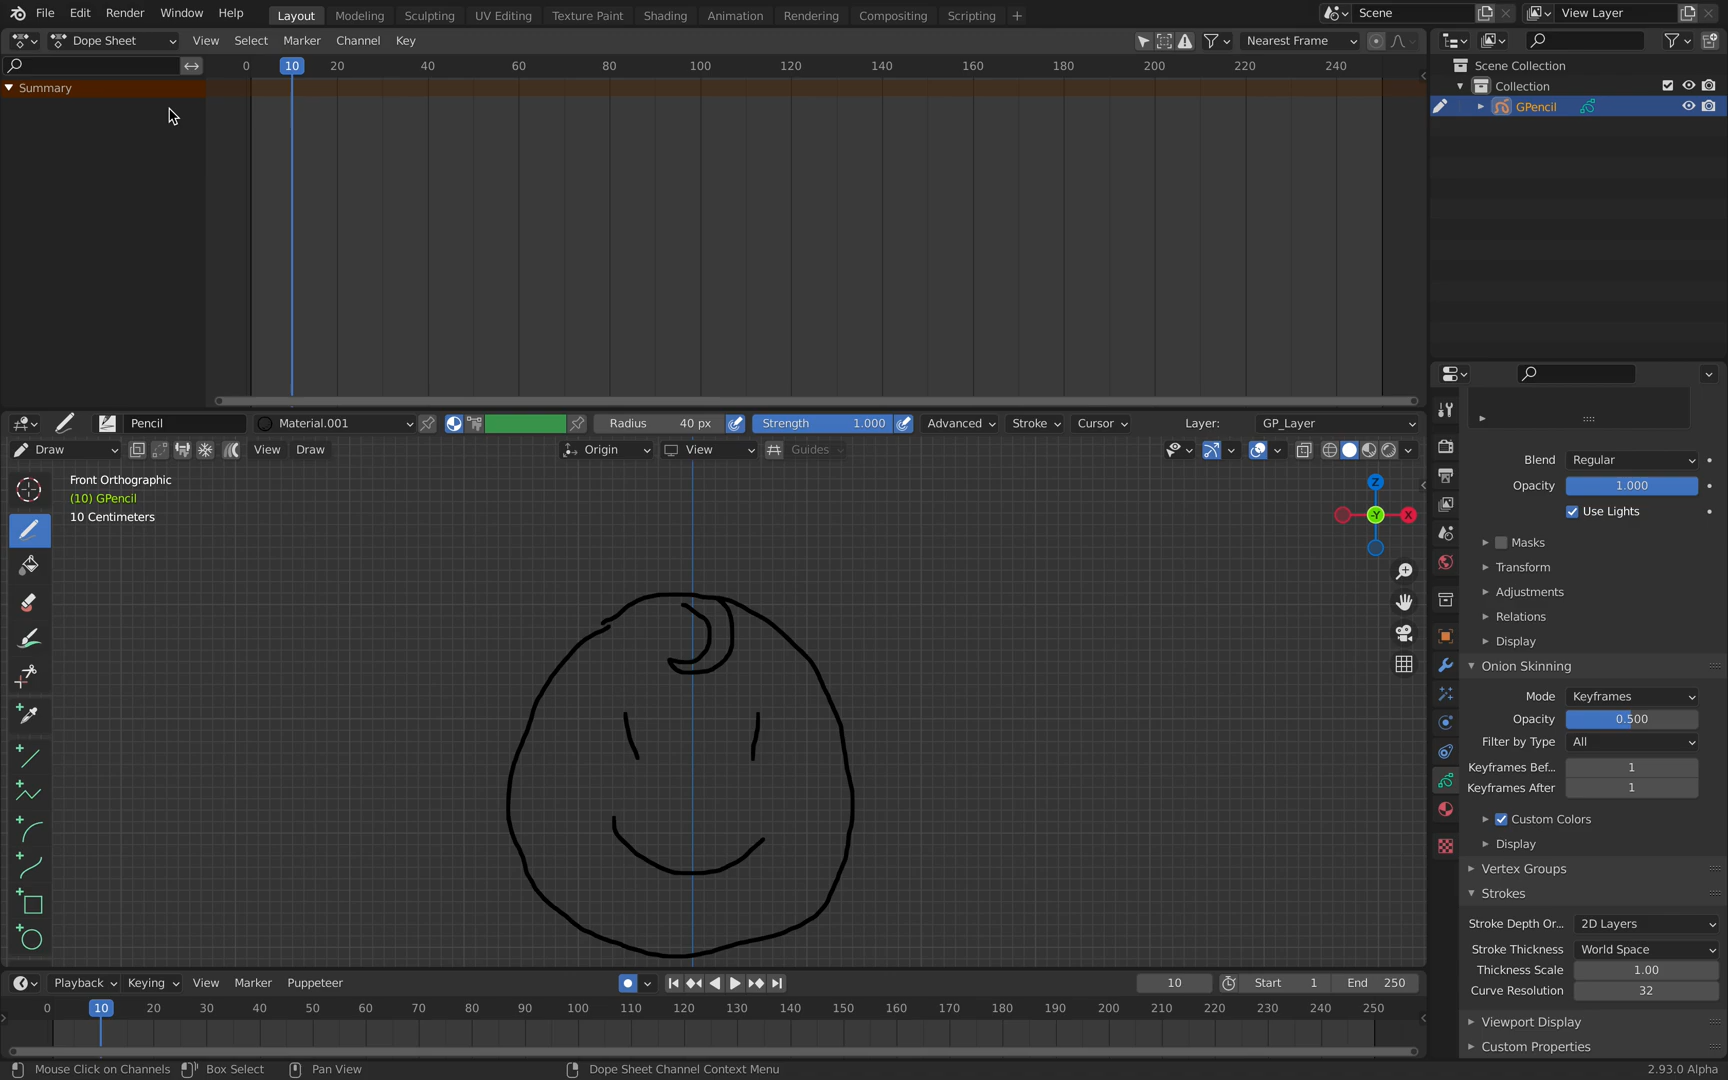 File Edit Render Window Help Layout Modeling Sculpting UV Editing Texture Paint Shading Animation Rendering Compositing Scripting + Scene View Layer
Dope Sheet View Select Marker Channel Key Nearest Frame
0 10 20 40 60 80 100 120 140 160 180 200 220 240
Summary
Scene Collection
Collection
GPencil
Pencil Material.001 Radius 40 px Strength 1.000 Advanced Stroke Cursor Layer: GP_Layer
Draw View Draw Origin View Guides
Front Orthographic
(10) GPencil
10 Centimeters
Z
-Y X
Blend Regular
Opacity 1.000
Use Lights
Masks
Transform
Adjustments
Relations
Display
Onion Skinning
Mode Keyframes
Opacity 0.500
Filter by Type All
Keyframes Bef... 1
Keyframes After 1
Custom Colors
Display
Vertex Groups
Strokes
Stroke Depth Or... 2D Layers
Stroke Thickness World Space
Thickness Scale 1.00
Curve Resolution 32
Viewport Display
Custom Properties
Playback Keying View Marker Puppeteer 10 Start 1 End 250
0 10 20 30 40 50 60 70 80 90 100 110 120 130 140 150 160 170 180 190 200 210 220 230 240 250
Mouse Click on Channels Box Select Pan View Dope Sheet Channel Context Menu 2.93.0 Alpha